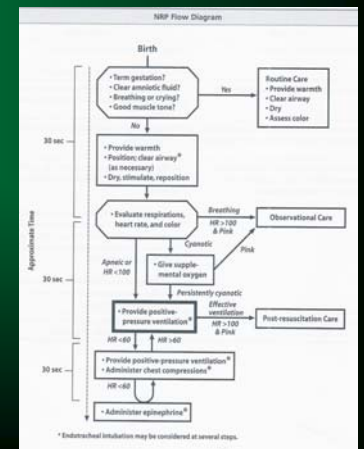 NRP Flow Diagram
Birth
• Term gestation?
• Clear amniotic fluid?
• Breathing or crying?
• Good muscle tone?
Yes
Routine Care
• Provide warmth
• Clear airway
• Dry
• Assess color
No
30 sec
• Provide warmth
• Position; clear airway*
(as necessary)
• Dry, stimulate, reposition
• Evaluate respirations,
heart rate, and color
Breathing
HR >100
& Pink
Observational Care
Approximate Time
Cyanotic
Pink
Apneic or
HR <100
• Give supple-
mental oxygen
30 sec
Persistently cyanotic
• Provide positive-
pressure ventilation*
Effective
ventilation
HR >100
& Pink
Post-resuscitation Care
HR <60
HR >60
30 sec
• Provide positive-pressure ventilation*
• Administer chest compressions*
HR <60
• Administer epinephrine*
* Endotracheal intubation may be considered at several steps.